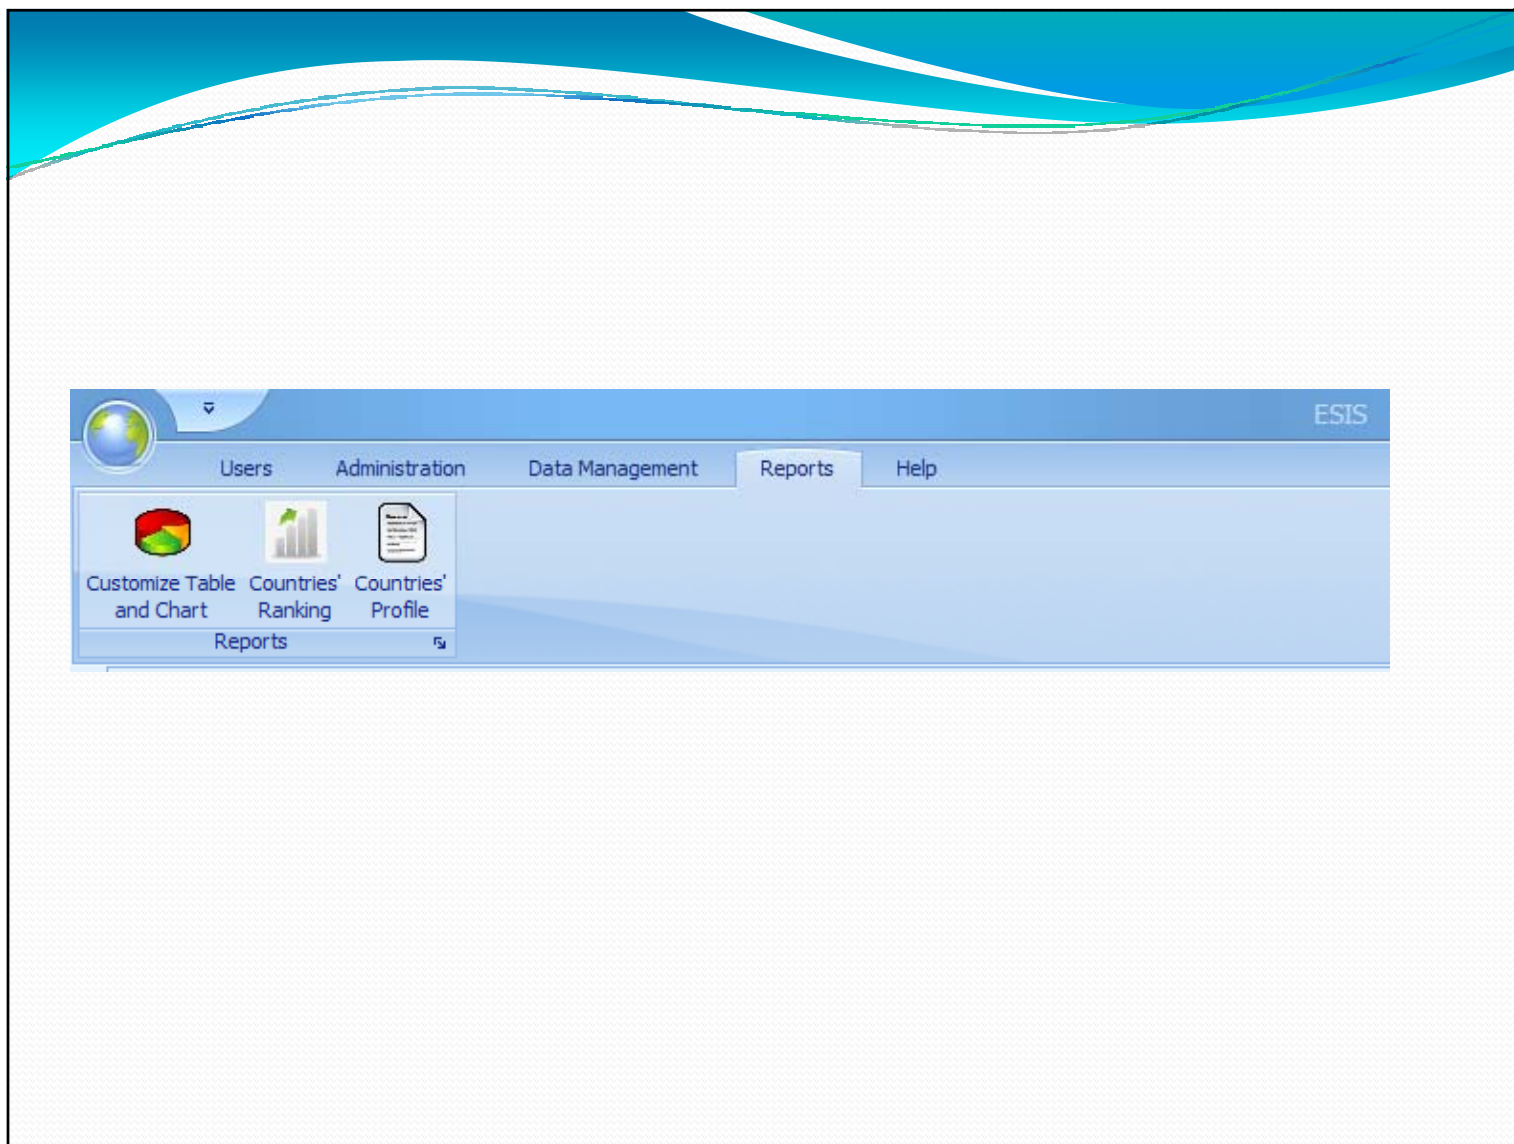 ESIS
Users Administration Data Management Reports Help
Customize Table Countries' Countries'
and Chart Ranking Profile
Reports